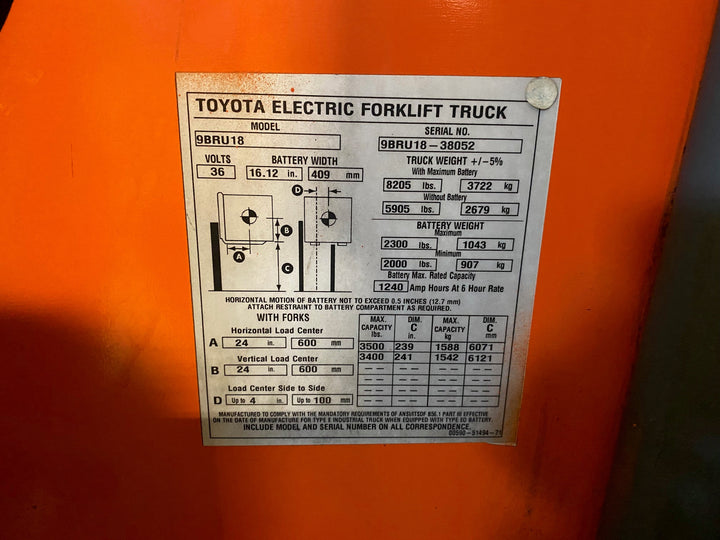 TOYOTA ELECTRIC FORKLIFT TRUCK
MODEL
9BRU18
SERIAL NO.
9BRU18-38052
VOLTS
36
BATTERY WIDTH
16.12 in. 409 mm
TRUCK WEIGHT +/-5%
With Maximum Battery
8205 lbs. 3722 kg
Without Battery
5905 lbs. 2679 kg
BATTERY WEIGHT
Maximum
2300 lbs. 1043 kg
Minimum
2000 lbs. 907 kg
Battery Max. Rated Capacity
1240 Amp Hours At 6 Hour Rate
D
B
A
C
HORIZONTAL MOTION OF BATTERY NOT TO EXCEED 0.5 INCHES (12.7 mm)
ATTACH RESTRAINT TO BATTERY COMPARTMENT AS REQUIRED.
WITH FORKS
Horizontal Load Center
A 24 in. 600 mm
Vertical Load Center
B 24 in. 600 mm
Load Center Side to Side
D Up to 4 in. Up to 100 mm
MAX. CAPACITY lbs. DIM. C in. MAX. CAPACITY kg DIM. C mm
3500 239 1588 6071
3400 241 1542 6121
MANUFACTURED TO COMPLY WITH THE MANDATORY REQUIREMENTS OF ANSI/ITSDF B56.1 PART III EFFECTIVE
ON THE DATE OF MANUFACTURE FOR TYPE E INDUSTRIAL TRUCK WHEN EQUIPPED WITH TYPE EO BATTERY.
INCLUDE MODEL AND SERIAL NUMBER ON ALL CORRESPONDENCE.
00590-51494-71